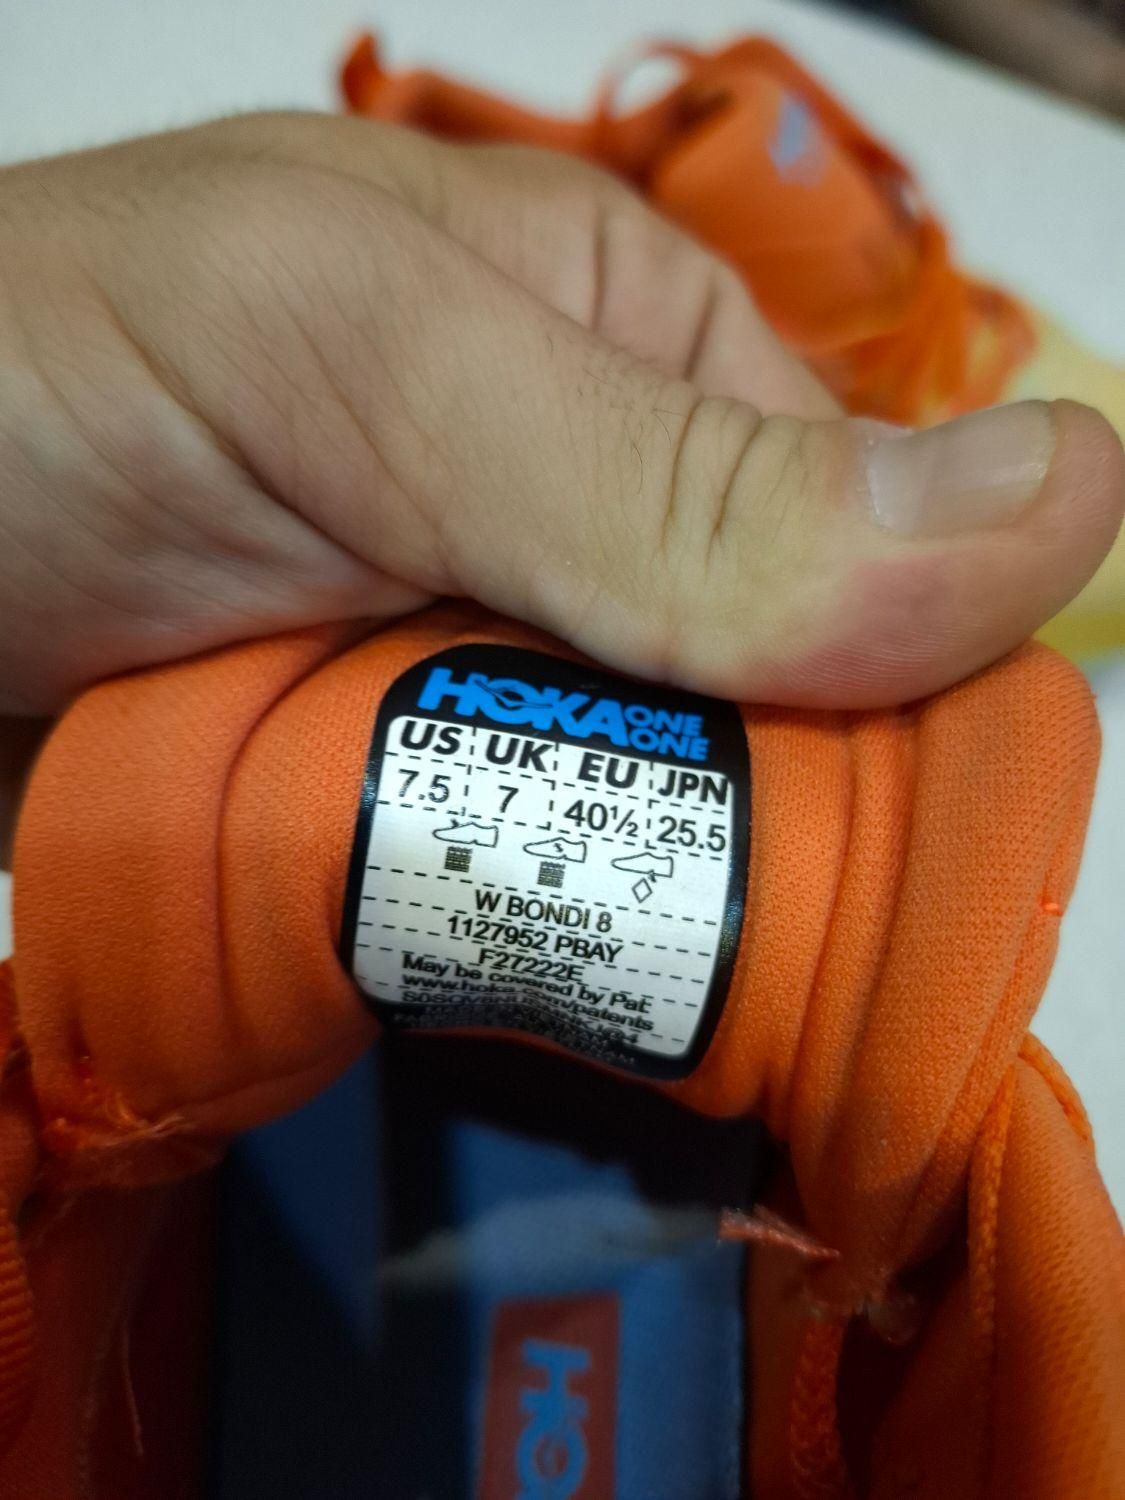 HOKA ONE ONE
US UK EU JPN
7.5 7 40½ 25.5
W BONDI 8
1127952 PBAY
F27222E
May be covered by Pat:
www.hoka.com/patents
HO